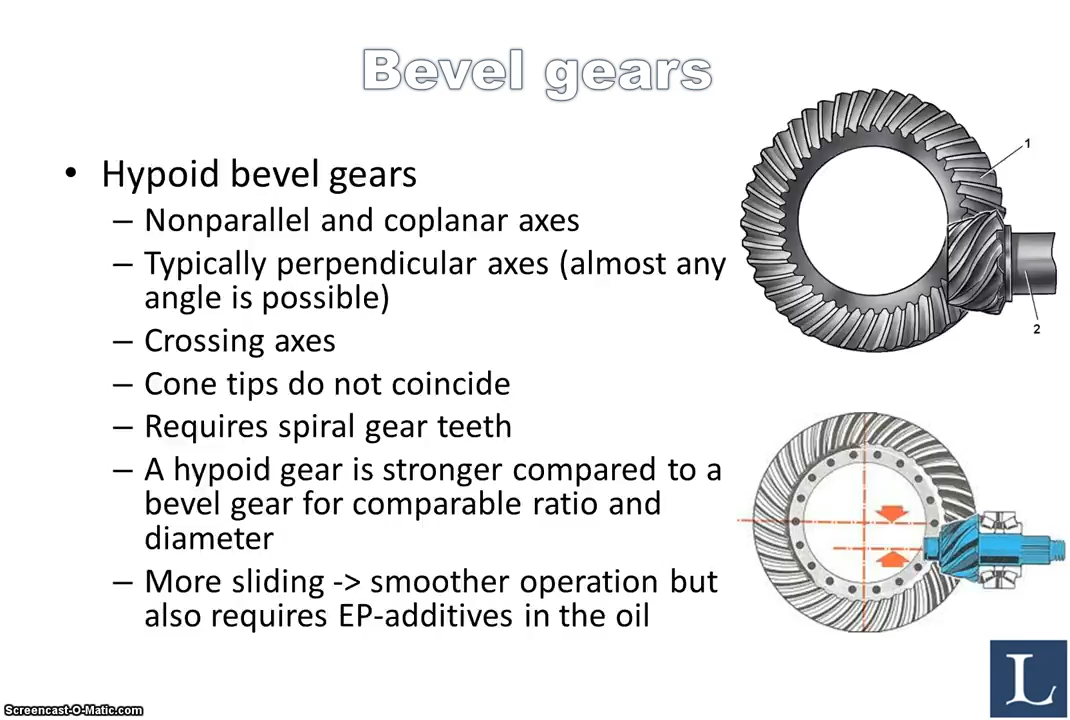 Bevel gears
• Hypoid bevel gears
– Nonparallel and coplanar axes
– Typically perpendicular axes (almost any
angle is possible)
– Crossing axes
– Cone tips do not coincide
– Requires spiral gear teeth
– A hypoid gear is stronger compared to a
bevel gear for comparable ratio and
diameter
– More sliding -> smoother operation but
also requires EP-additives in the oil
1
2
L
Screencast-O-Matic.com